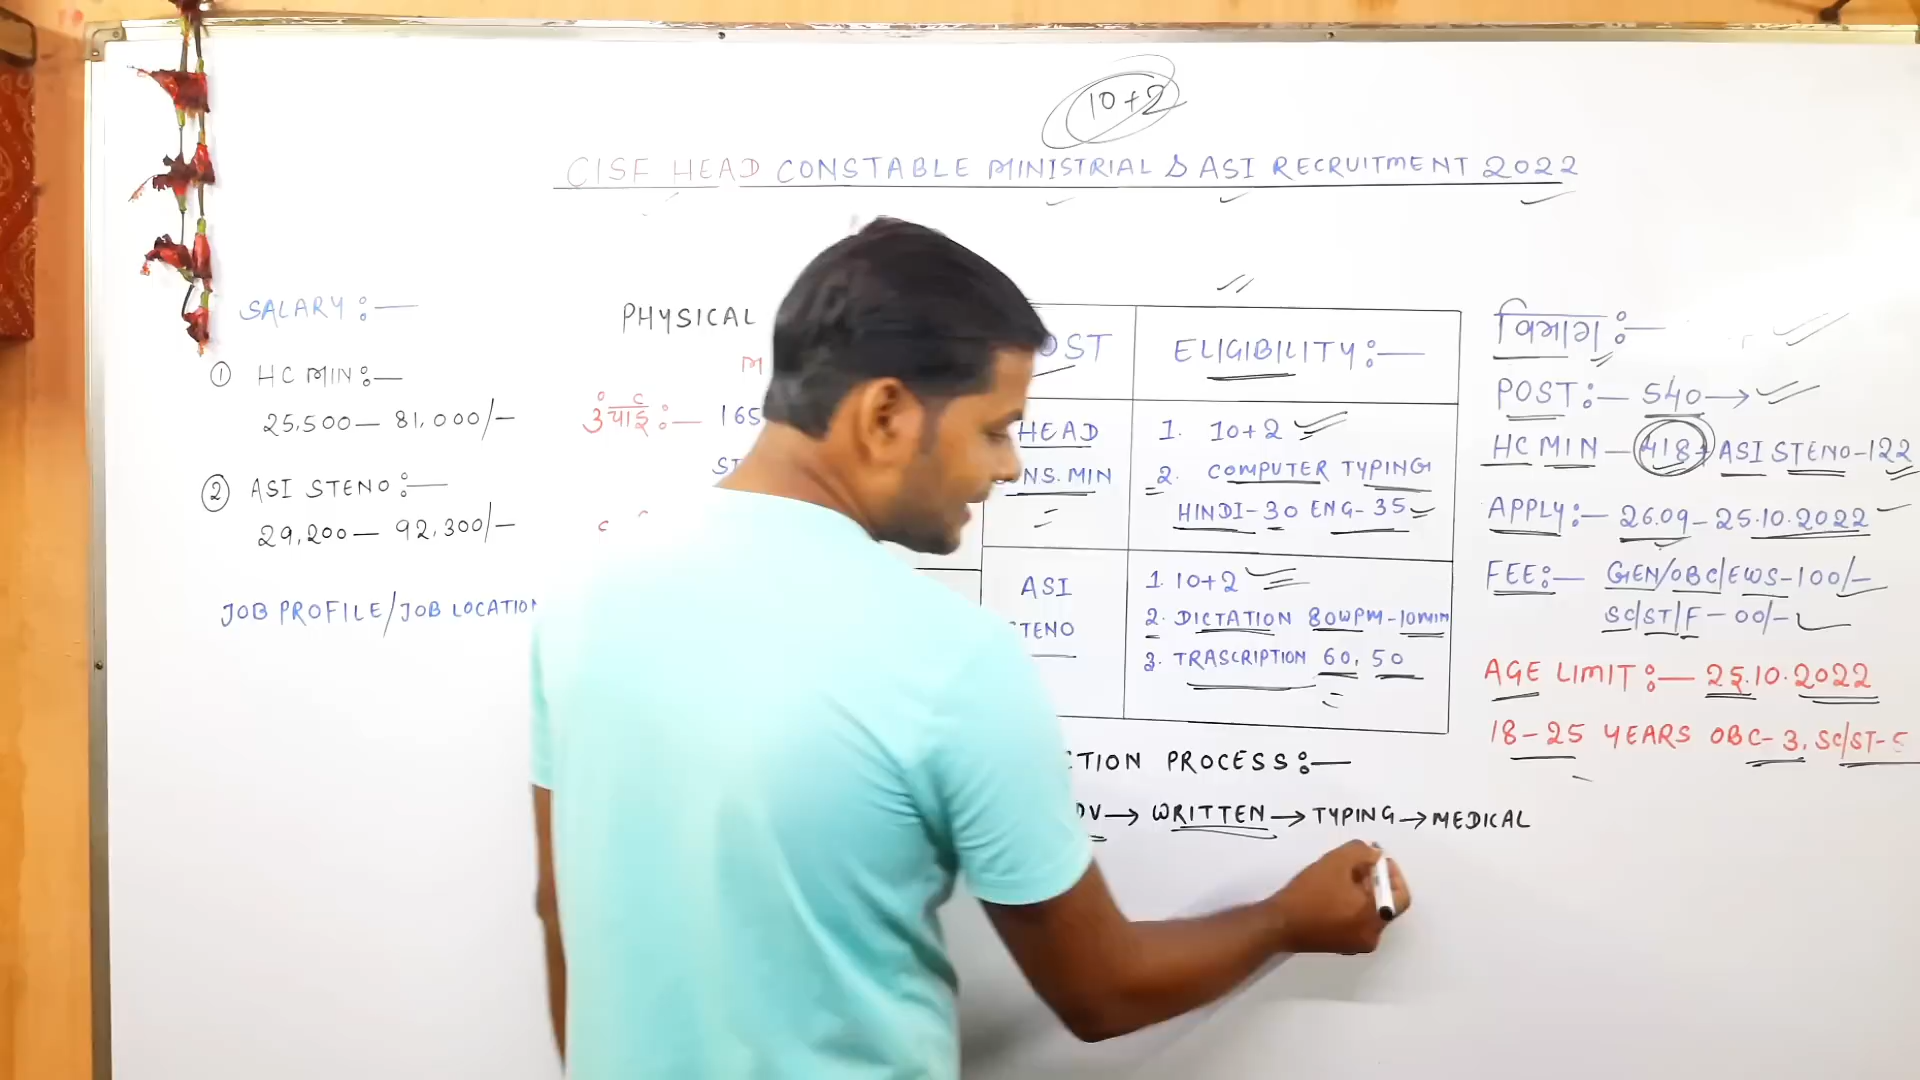 10+2
CISF HEAD CONSTABLE MINISTRIAL & ASI RECRUITMENT 2022
SALARY :—
① HC MIN :—
25,500 — 81,000/—
② ASI STENO :—
29,200 — 92,300/—
JOB PROFILE/JOB LOCATION
PHYSICAL
M
ऊंचाई :— 165
ST
C
OST
ELIGIBILITY :—
HEAD
NS. MIN
1. 10+2
2. COMPUTER TYPING
HINDI-30 ENG-35
ASI
TENO
1. 10+2
2. DICTATION 80WPM-10MIN
3. TRASCRIPTION 60, 50
CTION PROCESS :—
DV → WRITTEN → TYPING → MEDICAL
विभाग :—
POST :— 540 →
HC MIN — 418 + ASI STENO-122
APPLY :— 26.09 – 25.10.2022
FEE :— GEN/OBC/EWS-100/—
SC/ST/F – 00/—
AGE LIMIT :— 25.10.2022
18-25 YEARS OBC-3, SC/ST-5